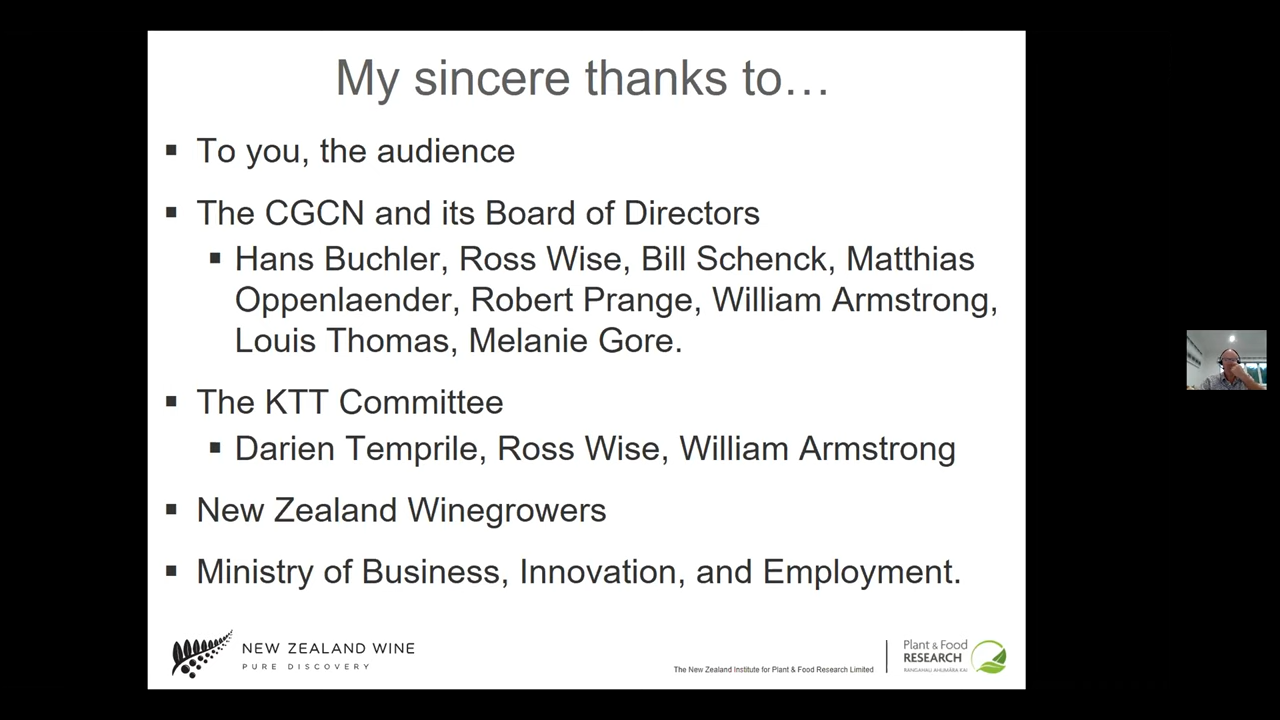 My sincere thanks to…
▪ To you, the audience
▪ The CGCN and its Board of Directors
▪ Hans Buchler, Ross Wise, Bill Schenck, Matthias
Oppenlaender, Robert Prange, William Armstrong,
Louis Thomas, Melanie Gore.
▪ The KTT Committee
▪ Darien Temprile, Ross Wise, William Armstrong
▪ New Zealand Winegrowers
▪ Ministry of Business, Innovation, and Employment.
NEW ZEALAND WINE
PURE DISCOVERY
The New Zealand Institute for Plant & Food Research Limited
Plant & Food
RESEARCH
RANGAHAU AHUMĀRA KAI